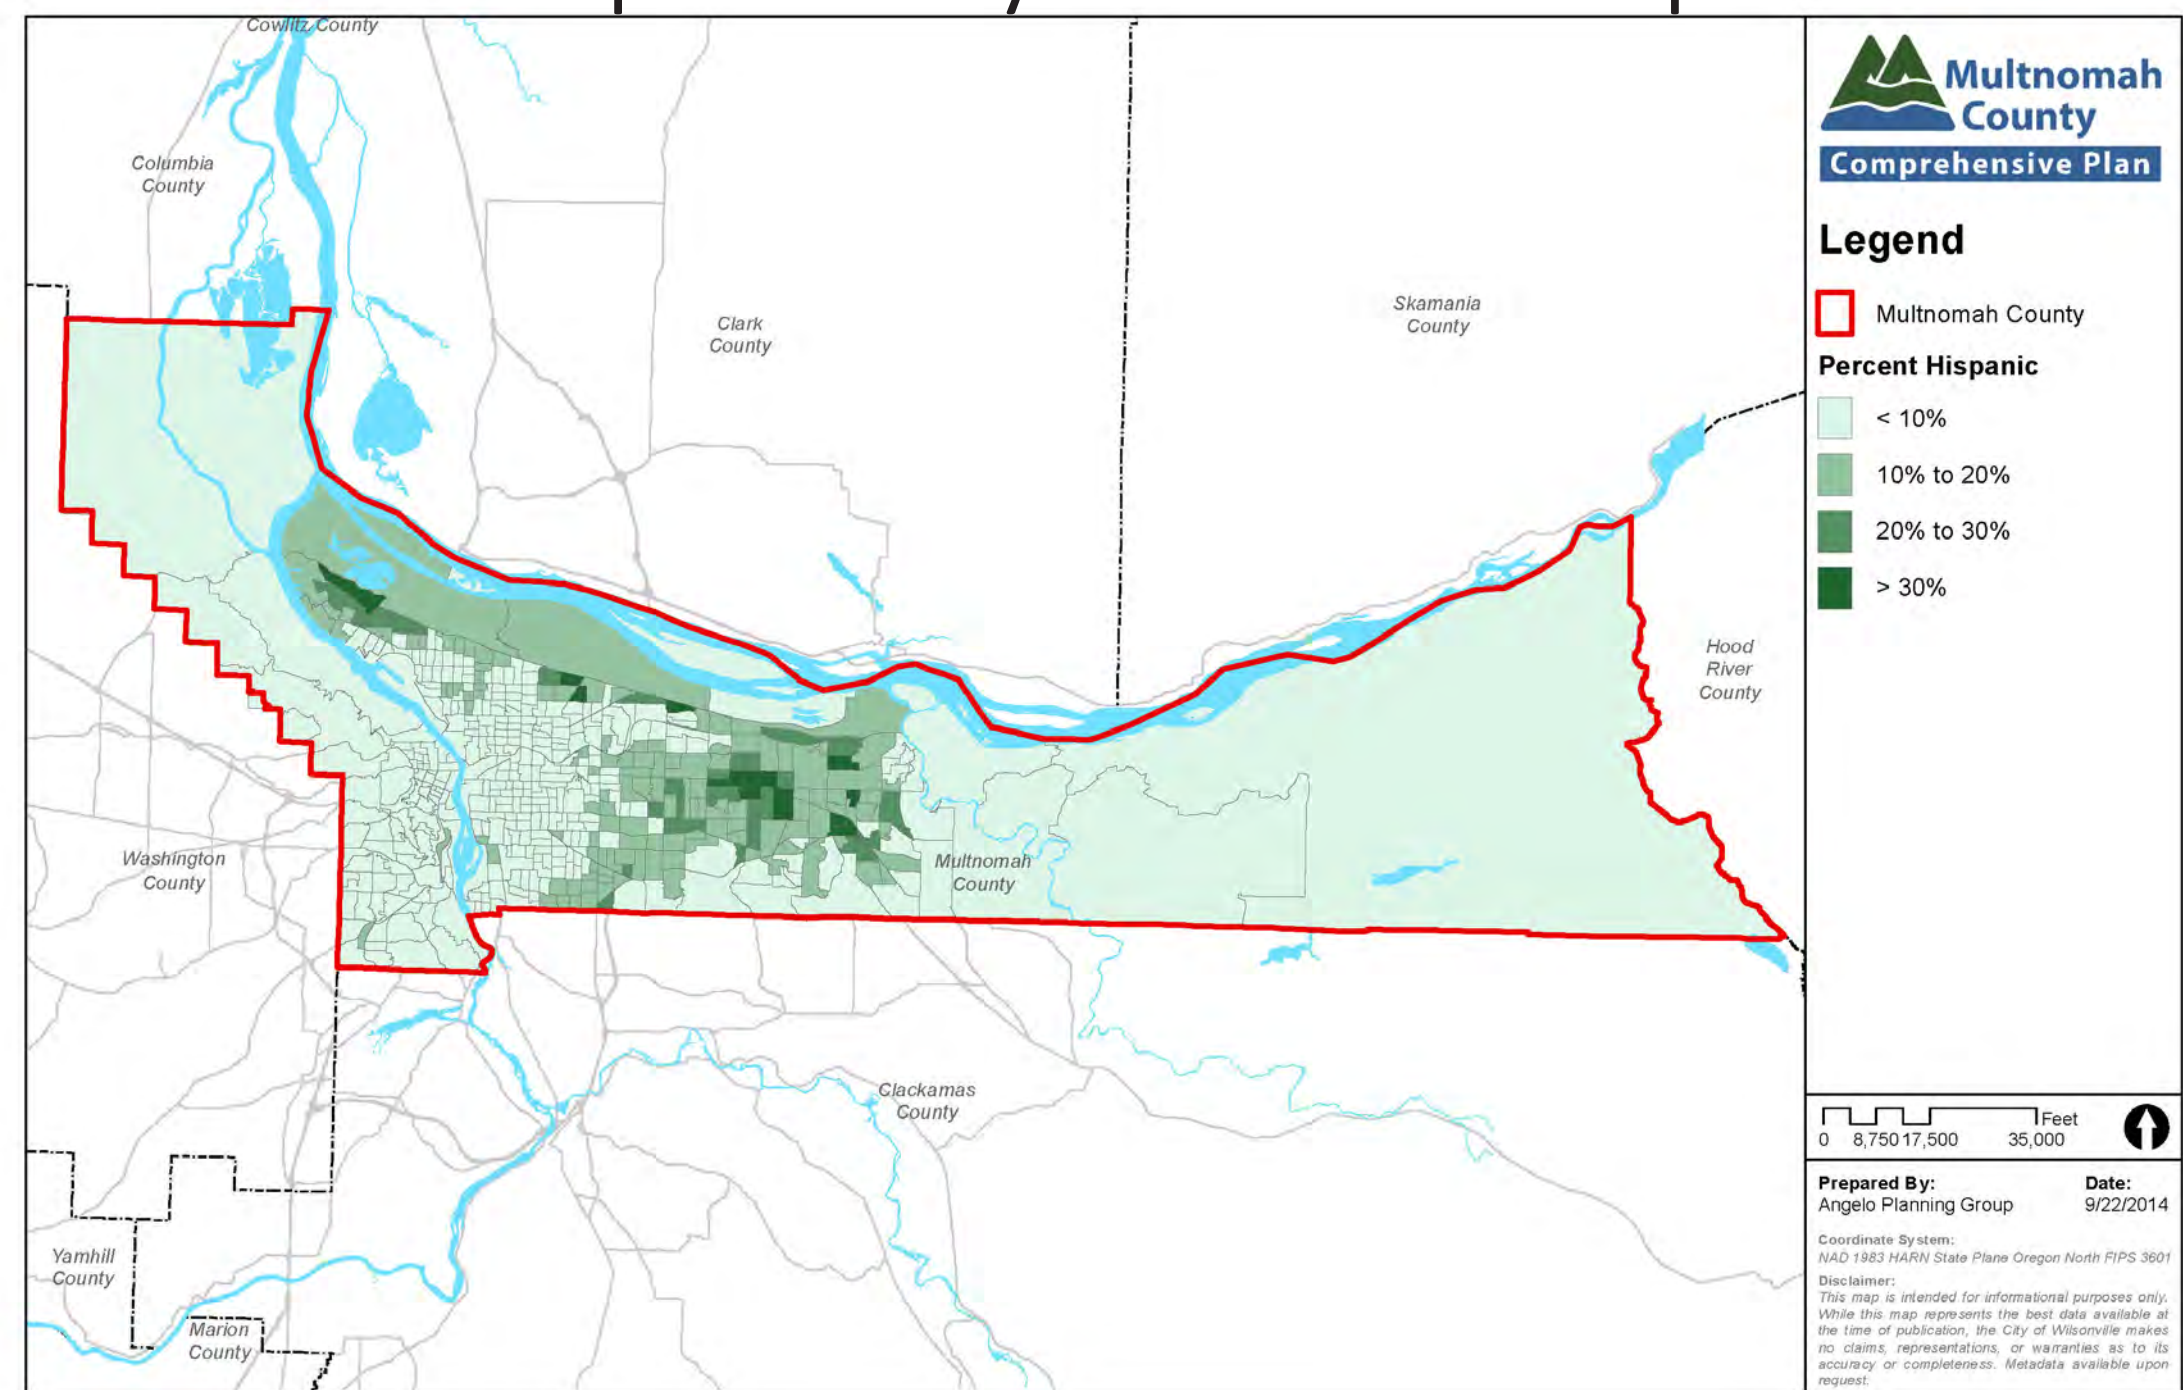 Cowlitz County
Columbia
County
Clark
County
Skamania
County
Hood
River
County
Washington
County
Multnomah
County
Clackamas
County
Yamhill
County
Marion
County
Multnomah
County
Comprehensive Plan
Legend
Multnomah County
Percent Hispanic
< 10%
10% to 20%
20% to 30%
> 30%
Feet
0 8,750 17,500 35,000
Prepared By: Date:
Angelo Planning Group 9/22/2014
Coordinate System:
NAD 1983 HARN State Plane Oregon North FIPS 3601
Disclaimer:
This map is intended for informational purposes only.
While this map represents the best data available at
the time of publication, the City of Wilsonville makes
no claims, representations, or warranties as to its
accuracy or completeness. Metadata available upon
request.